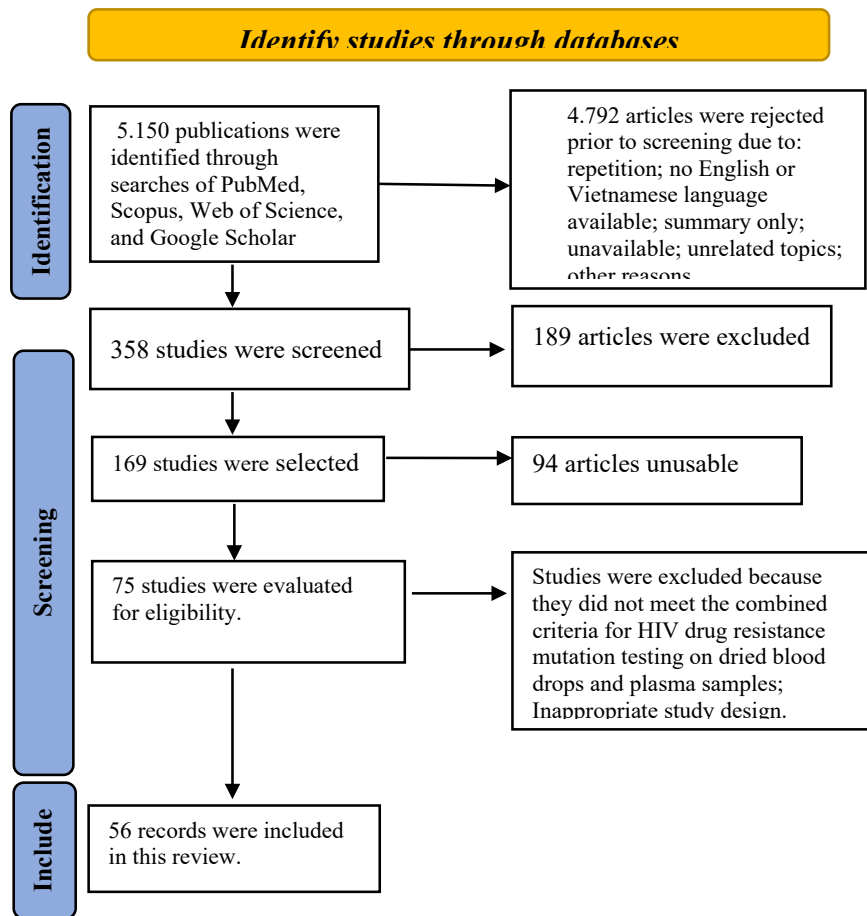 Identify studies through databases
Identification
5.150 publications were
identified through
searches of PubMed,
Scopus, Web of Science,
and Google Scholar
4.792 articles were rejected
prior to screening due to:
repetition; no English or
Vietnamese language
available; summary only;
unavailable; unrelated topics;
other reasons
Screening
358 studies were screened
189 articles were excluded
169 studies were selected
94 articles unusable
75 studies were evaluated
for eligibility.
Studies were excluded because
they did not meet the combined
criteria for HIV drug resistance
mutation testing on dried blood
drops and plasma samples;
Inappropriate study design.
Include
56 records were included
in this review.